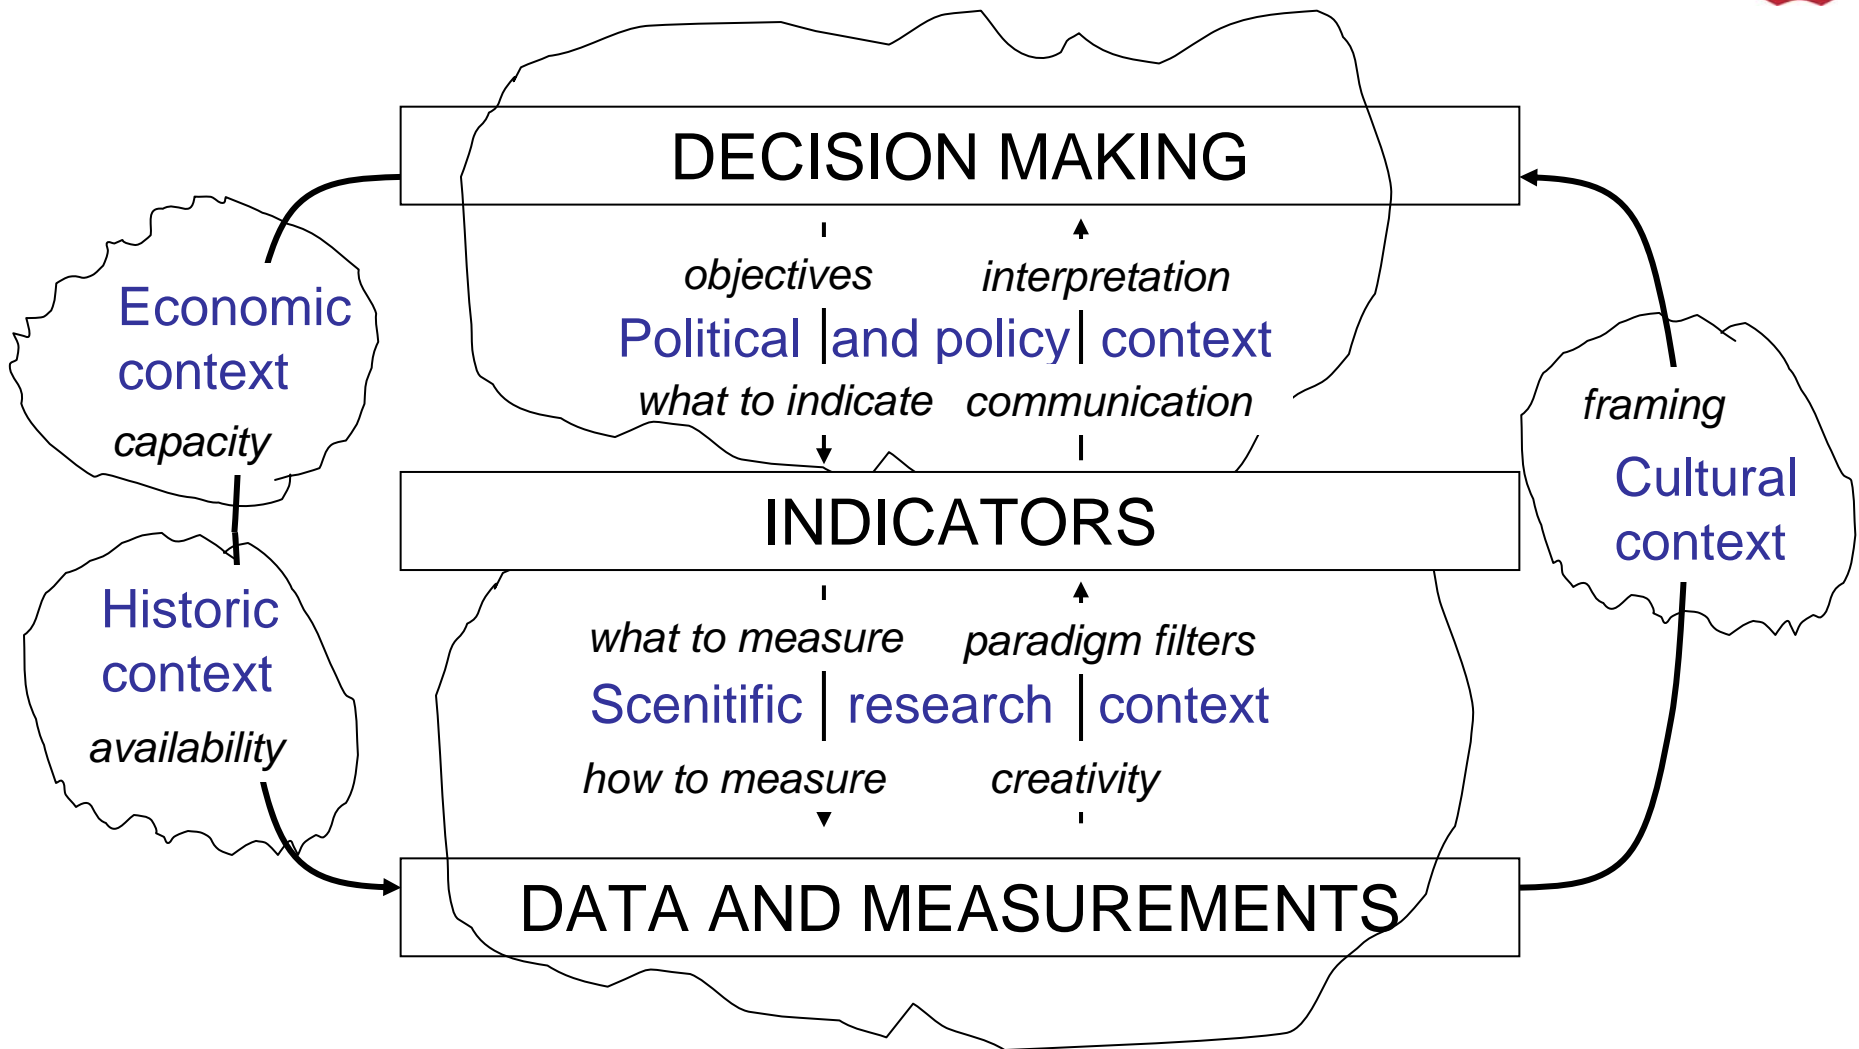 DECISION MAKING
objectives interpretation
Economic
context
capacity
Political and policy context
what to indicate communication
framing
Cultural
context
INDICATORS
Historic
context
availability
what to measure paradigm filters
Scenitific research context
how to measure creativity
DATA AND MEASUREMENTS